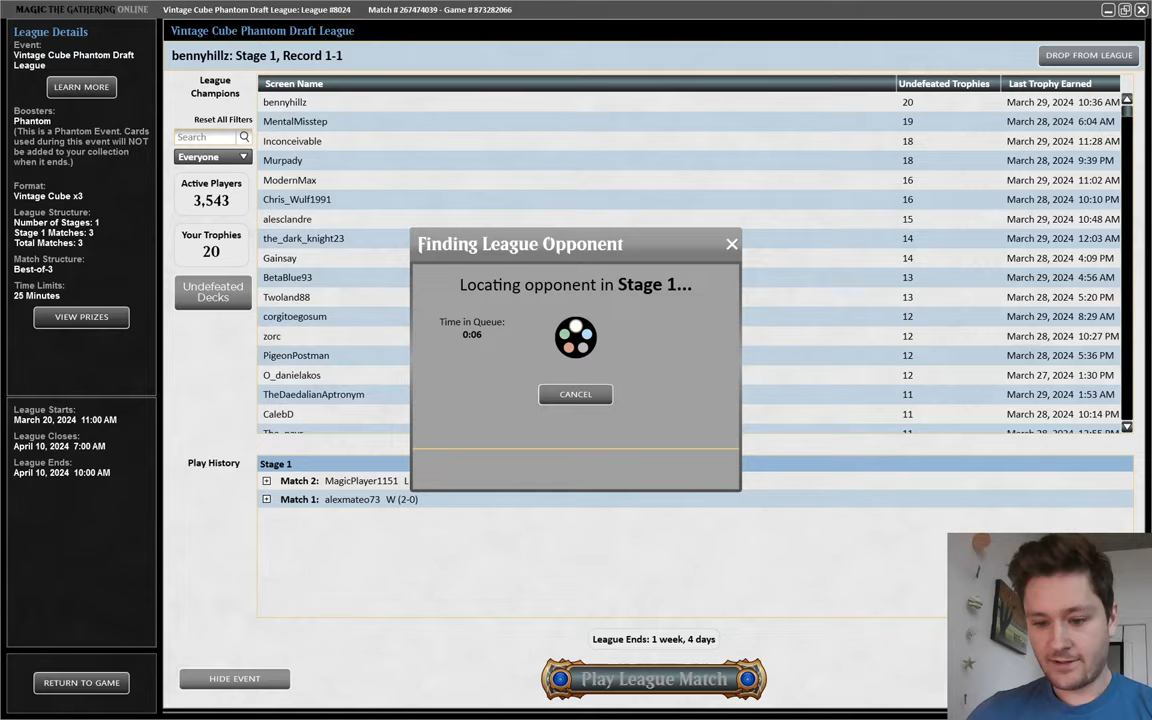 MAGIC THE GATHERING ONLINE
Vintage Cube Phantom Draft League: League #8024
Match # 267474039 - Game # 873282066
League Details
Event:
Vintage Cube Phantom Draft
League
LEARN MORE
Boosters:
Phantom
(This is a Phantom Event. Cards
used during this event will NOT
be added to your collection
when it ends.)
Format:
Vintage Cube x3
League Structure:
Number of Stages: 1
Stage 1 Matches: 3
Total Matches: 3
Match Structure:
Best-of-3
Time Limits:
25 Minutes
VIEW PRIZES
League Starts:
March 20, 2024 11:00 AM
League Closes:
April 10, 2024 7:00 AM
League Ends:
April 10, 2024 10:00 AM
RETURN TO GAME
Vintage Cube Phantom Draft League
bennyhillz: Stage 1, Record 1-1
DROP FROM LEAGUE
League
Champions
Reset All Filters
Search
Everyone
Active Players
3,543
Your Trophies
20
Undefeated
Decks
Screen Name Undefeated Trophies Last Trophy Earned
bennyhillz 20 March 29, 2024 10:36 AM
MentalMisstep 19 March 28, 2024 6:04 AM
Inconceivable 18 March 29, 2024 11:28 AM
Murpady 18 March 28, 2024 9:39 PM
ModernMax 16 March 29, 2024 11:02 AM
Chris_Wulf1991 16 March 28, 2024 10:10 PM
alesclandre 15 March 29, 2024 10:48 AM
the_dark_knight23 14 March 29, 2024 12:03 AM
Gainsay 14 March 28, 2024 4:09 PM
BetaBlue93 13 March 29, 2024 4:56 AM
Twoland88 13 March 28, 2024 5:20 PM
corgitoegosum 12 March 29, 2024 8:29 AM
zorc 12 March 28, 2024 10:27 PM
PigeonPostman 12 March 28, 2024 5:36 PM
O_danielakos 12 March 27, 2024 1:30 PM
TheDaedalianAptronym 11 March 29, 2024 1:53 AM
CalebD 11 March 28, 2024 10:14 PM
Finding League Opponent
Locating opponent in Stage 1...
Time in Queue:
0:06
CANCEL
Play History
Stage 1
Match 2: MagicPlayer1151 L
Match 1: alexmateo73 W (2-0)
League Ends: 1 week, 4 days
HIDE EVENT
Play League Match